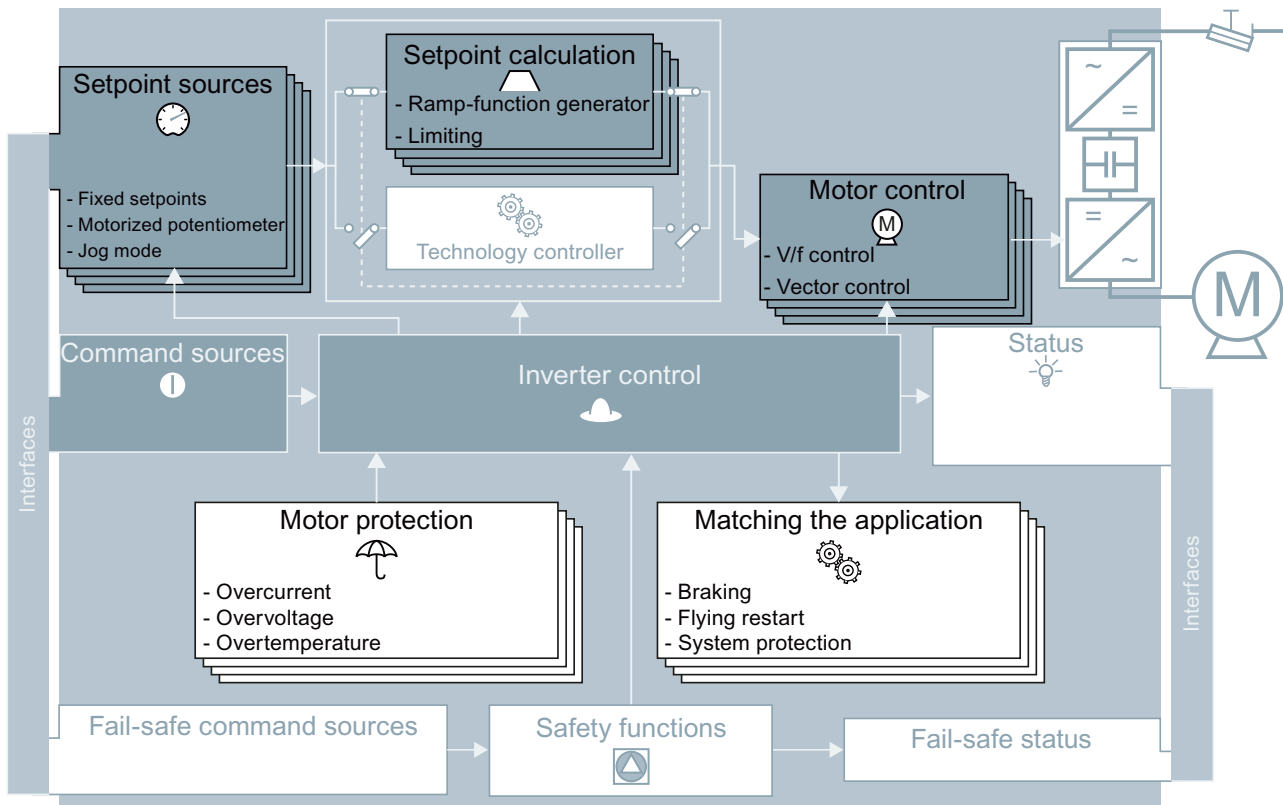 Setpoint sources
- Fixed setpoints
- Motorized potentiometer
- Jog mode
Setpoint calculation
- Ramp-function generator
- Limiting
Technology controller
Motor control
M
- V/f control
- Vector control
~
=
=
~
M
Interfaces
Command sources
Inverter control
Status
Interfaces
Motor protection
- Overcurrent
- Overvoltage
- Overtemperature
Matching the application
- Braking
- Flying restart
- System protection
Fail-safe command sources
Safety functions
Fail-safe status